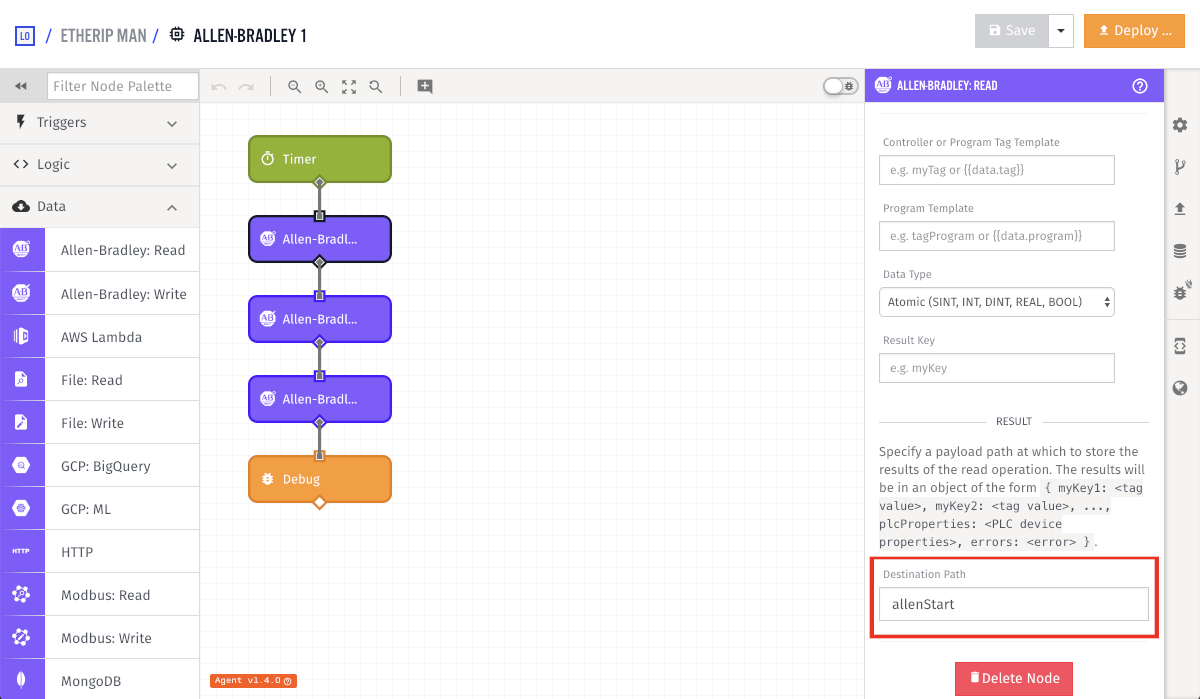 LO / ETHERIP MAN / ALLEN-BRADLEY 1
Save
Deploy ...
Filter Node Palette
Triggers
Logic
Data
Allen-Bradley: Read
Allen-Bradley: Write
AWS Lambda
File: Read
File: Write
GCP: BigQuery
GCP: ML
HTTP HTTP
Modbus: Read
Modbus: Write
MongoDB
Timer
AB Allen-Bradl...
AB Allen-Bradl...
AB Allen-Bradl...
Debug
Agent v1.4.0
AB ALLEN-BRADLEY: READ
Controller or Program Tag Template
e.g. myTag or {{data.tag}}
Program Template
e.g. tagProgram or {{data.program}}
Data Type
Atomic (SINT, INT, DINT, REAL, BOOL)
Result Key
e.g. myKey
RESULT
Specify a payload path at which to store the
results of the read operation. The results will
be in an object of the form { myKey1: <tag
value>, myKey2: <tag value>, ...,
plcProperties: <PLC device
properties>, errors: <error> }.
Destination Path
allenStart
Delete Node